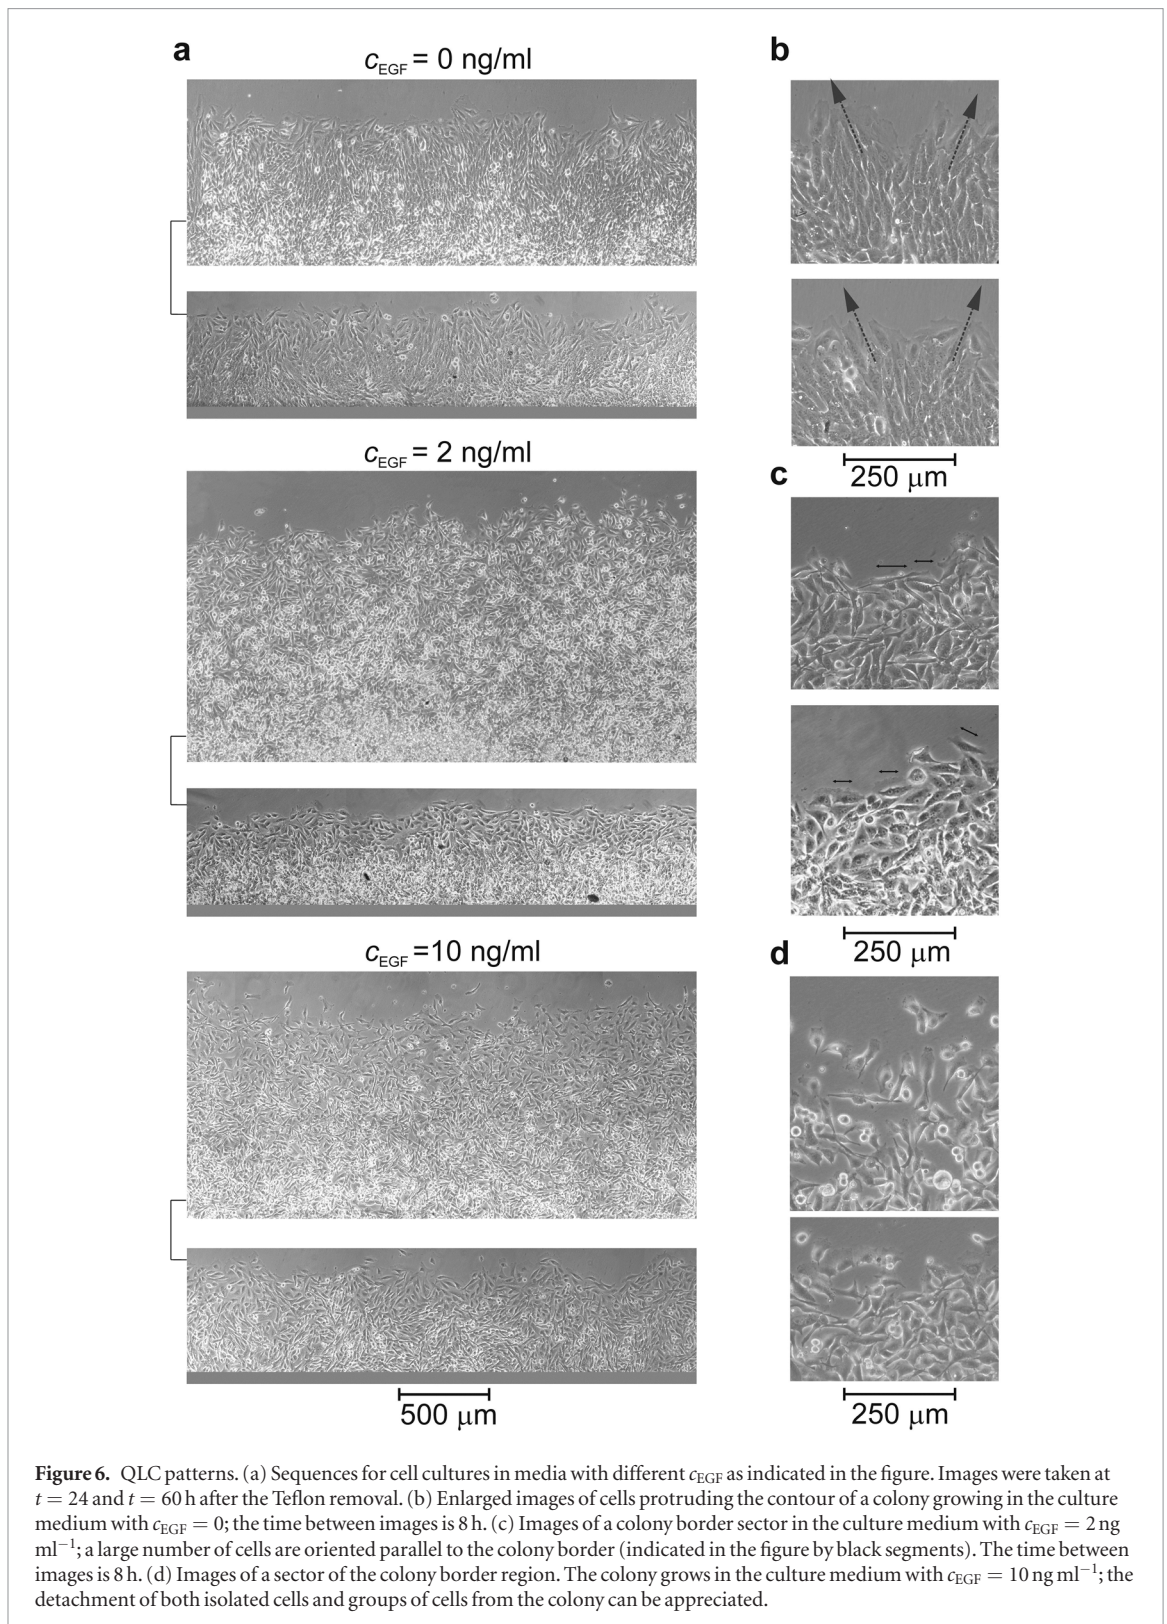 a
c_EGF = 0 ng/ml
b
250 μm
c_EGF = 2 ng/ml
c
250 μm
c_EGF =10 ng/ml
d
500 μm
250 μm
Figure 6. QLC patterns. (a) Sequences for cell cultures in media with different c_EGF as indicated in the figure. Images were taken at
t = 24 and t = 60 h after the Teflon removal. (b) Enlarged images of cells protruding the contour of a colony growing in the culture
medium with c_EGF = 0; the time between images is 8 h. (c) Images of a colony border sector in the culture medium with c_EGF = 2 ng
ml⁻¹; a large number of cells are oriented parallel to the colony border (indicated in the figure by black segments). The time between
images is 8 h. (d) Images of a sector of the colony border region. The colony grows in the culture medium with c_EGF = 10 ng ml⁻¹; the
detachment of both isolated cells and groups of cells from the colony can be appreciated.